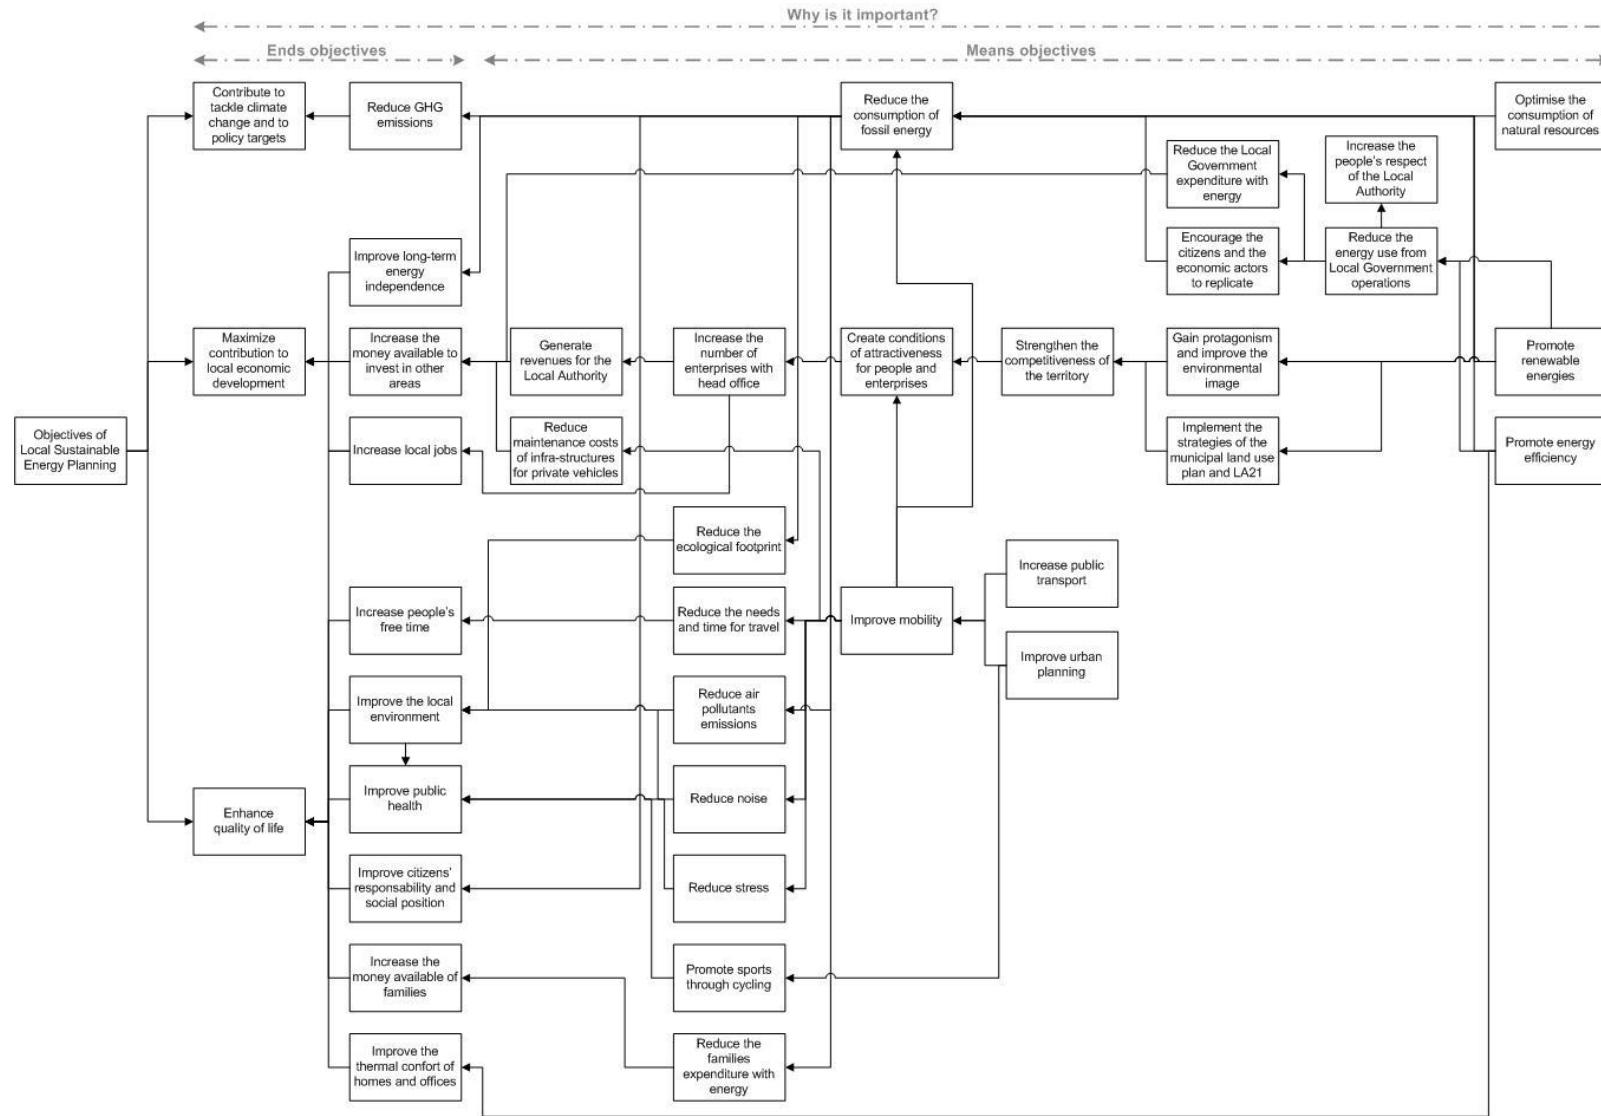 Why is it important?
Ends objectives
Means objectives
Contribute to
tackle climate
change and to
policy targets
Reduce GHG
emissions
Reduce the
consumption of
fossil energy
Optimise the
consumption of
natural resources
Reduce the Local
Government
expenditure with
energy
Increase the
people's respect
of the Local
Authority
Improve long-term
energy
independence
Encourage the
citizens and the
economic actors
to replicate
Reduce the
energy use from
Local Government
operations
Maximize
contribution to
local economic
development
Increase the
money available to
invest in other
areas
Generate
revenues for the
Local Authority
Increase the
number of
enterprises with
head office
Create conditions
of attractiveness
for people and
enterprises
Strengthen the
competitiveness of
the territory
Gain protagonism
and improve the
environmental
image
Promote
renewable
energies
Objectives of
Local Sustainable
Energy Planning
Increase local jobs
Reduce
maintenance costs
of infra-structures
for private vehicles
Implement the
strategies of the
municipal land use
plan and LA21
Promote energy
efficiency
Reduce the
ecological footprint
Increase public
transport
Increase people's
free time
Reduce the needs
and time for travel
Improve mobility
Improve urban
planning
Improve the local
environment
Reduce air
pollutants
emissions
Improve public
health
Reduce noise
Enhance
quality of life
Improve citizens'
responsability and
social position
Reduce stress
Increase the
money available of
families
Promote sports
through cycling
Improve the
thermal confort of
homes and offices
Reduce the
families
expenditure with
energy